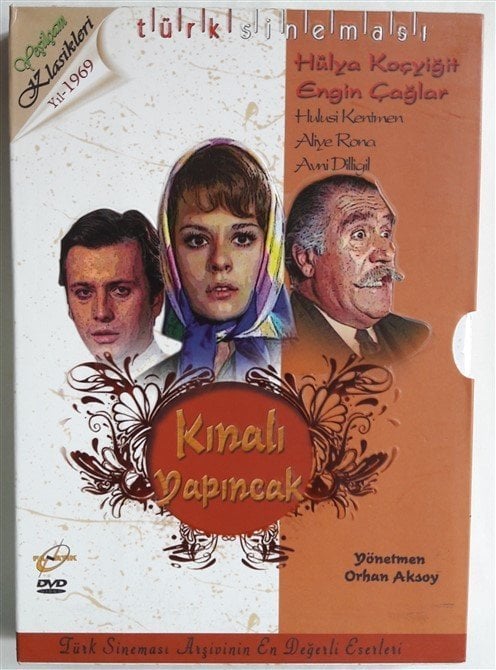 türk sineması
Yeşilçam
Klasikleri
Yıl-1969
Hülya Koçyiğit
Engin Çağlar
Hulusi Kentmen
Aliye Rona
Avni Dilligil
Kınalı
Yapıncak
FANATİK
DVD
Yönetmen
Orhan Aksoy
Türk Sineması Arşivinin En Değerli Eserleri